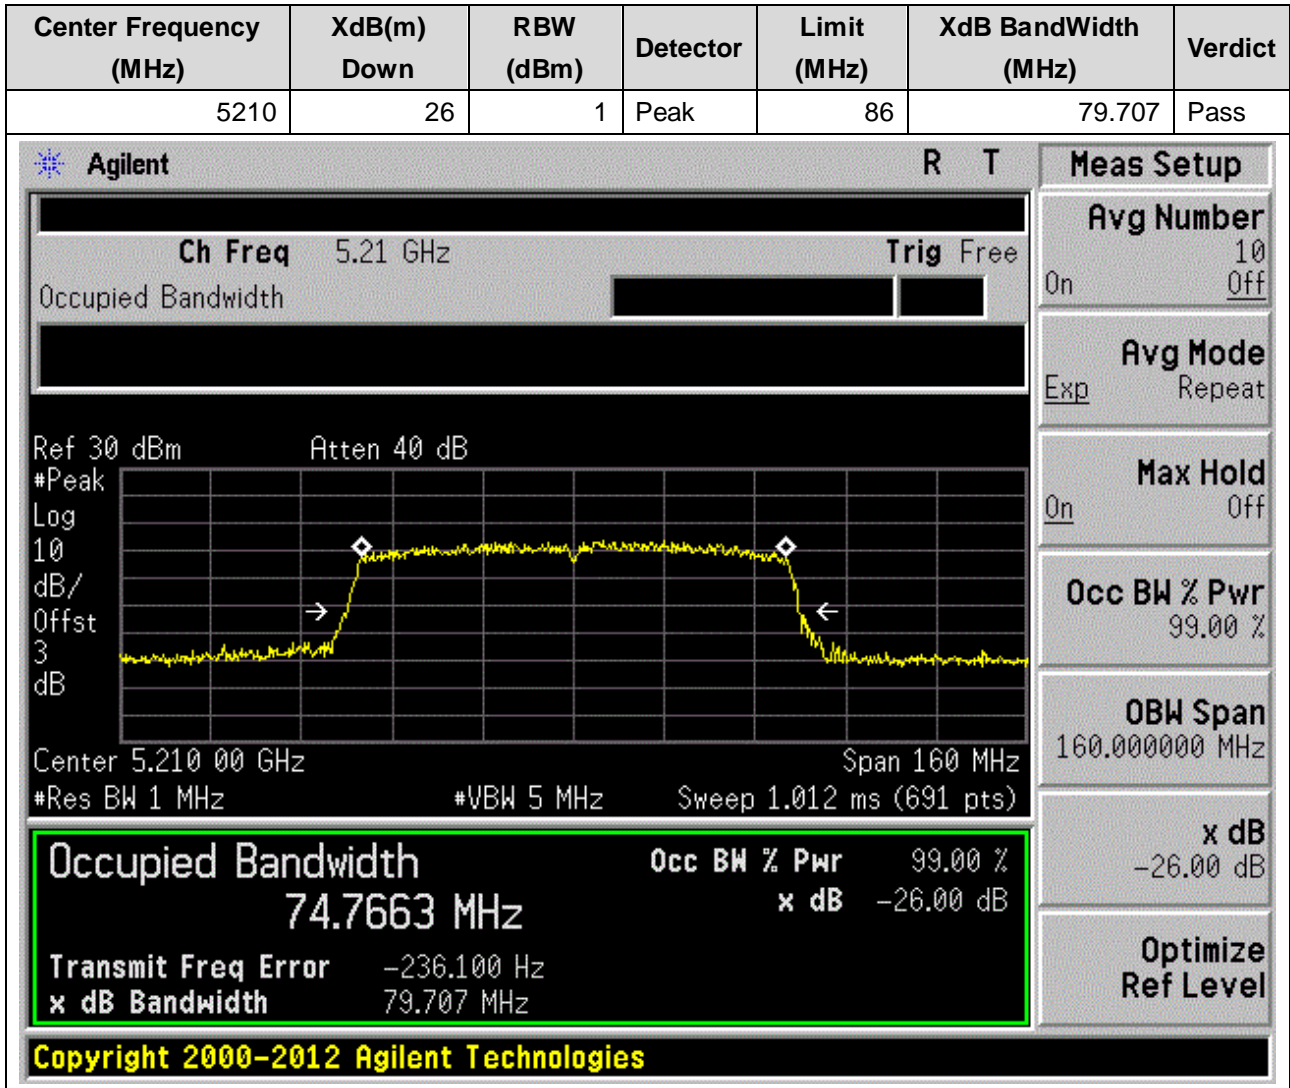 Center Frequency (MHz) XdB(m) Down RBW (dBm) Detector Limit (MHz) XdB BandWidth (MHz) Verdict
5210 26 1 Peak 86 79.707 Pass
Agilent R T
Ch Freq 5.21 GHz Trig Free
Occupied Bandwidth
Ref 30 dBm Atten 40 dB
#Peak
Log
10
dB/
Offst
3
dB
Center 5.210 00 GHz Span 160 MHz
#Res BW 1 MHz #VBW 5 MHz Sweep 1.012 ms (691 pts)
Occupied Bandwidth Occ BW % Pwr 99.00 %
74.7663 MHz x dB -26.00 dB
Transmit Freq Error -236.100 Hz
x dB Bandwidth 79.707 MHz
Copyright 2000-2012 Agilent Technologies
Meas Setup
Avg Number
10
On Off
Avg Mode
Exp Repeat
Max Hold
On Off
Occ BW % Pwr
99.00 %
OBW Span
160.000000 MHz
x dB
-26.00 dB
Optimize
Ref Level